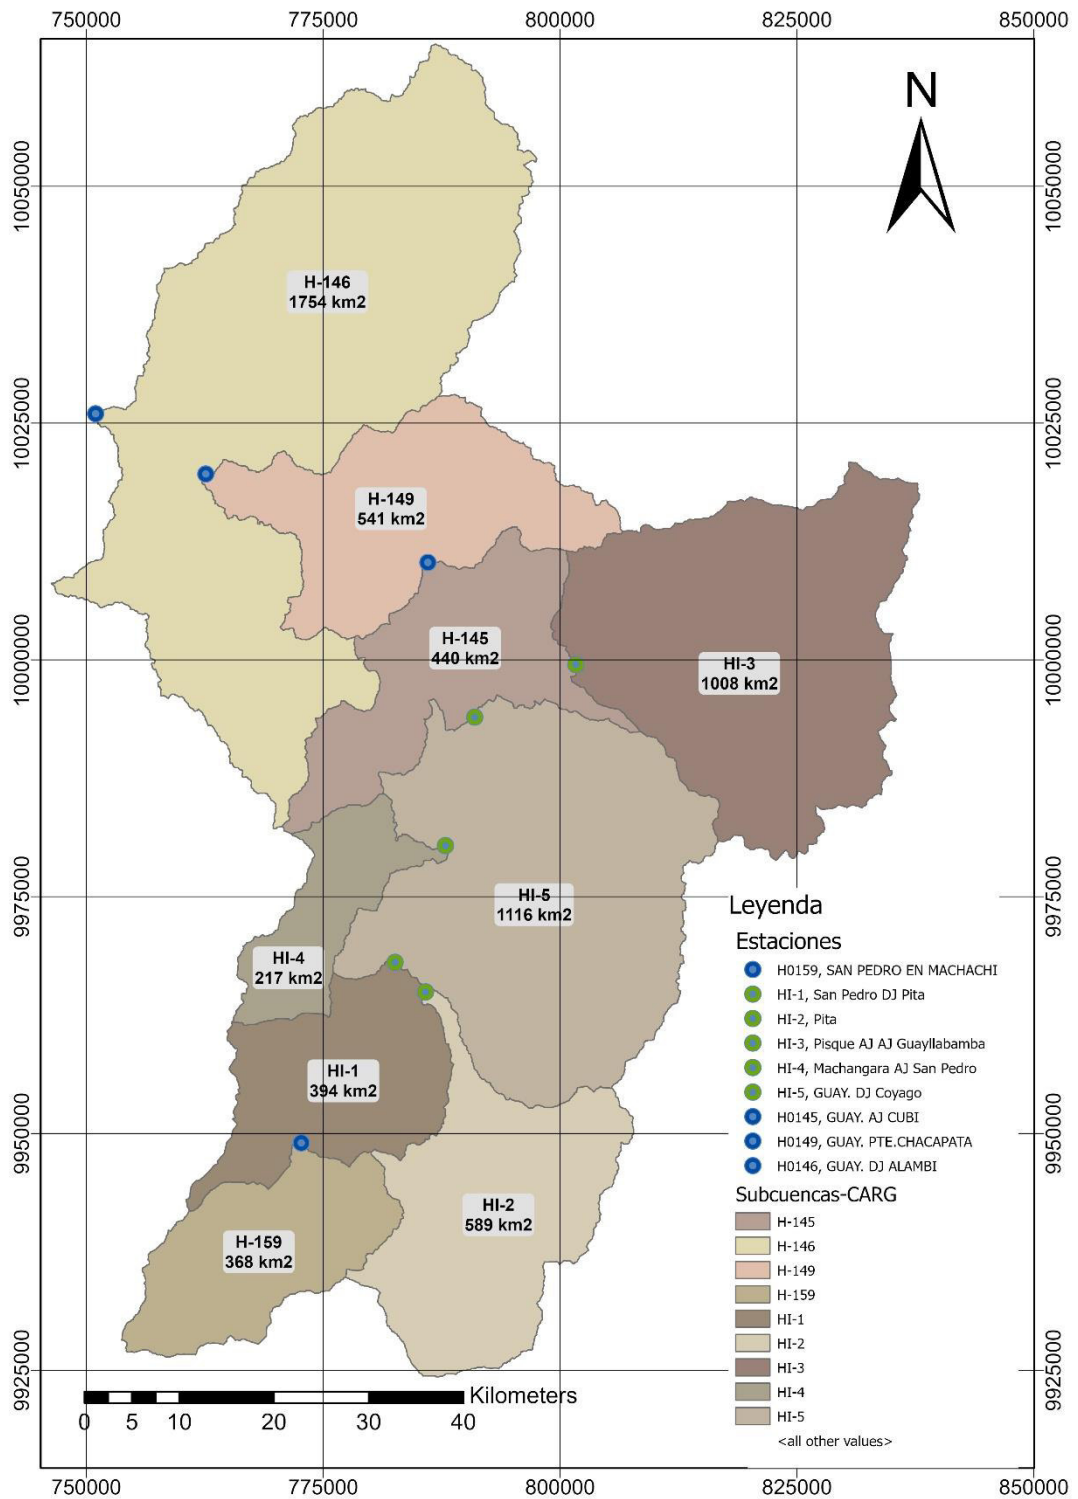 750000 775000 800000 825000 850000
N
10050000 10050000
H-146
1754 km2
10025000 10025000
H-149
541 km2
H-145
440 km2
HI-3
1008 km2
10000000 10000000
HI-5
1116 km2
9975000 9975000
HI-4
217 km2
HI-1
394 km2
9950000 9950000
HI-2
589 km2
H-159
368 km2
9925000 9925000
Leyenda
Estaciones
H0159, SAN PEDRO EN MACHACHI
HI-1, San Pedro DJ Pita
HI-2, Pita
HI-3, Pisque AJ AJ Guayllabamba
HI-4, Machangara AJ San Pedro
HI-5, GUAY. DJ Coyago
H0145, GUAY. AJ CUBI
H0149, GUAY. PTE.CHACAPATA
H0146, GUAY. DJ ALAMBI
Subcuencas-CARG
H-145
H-146
H-149
H-159
HI-1
HI-2
HI-3
HI-4
HI-5
<all other values>
Kilometers
0 5 10 20 30 40
750000 775000 800000 825000 850000